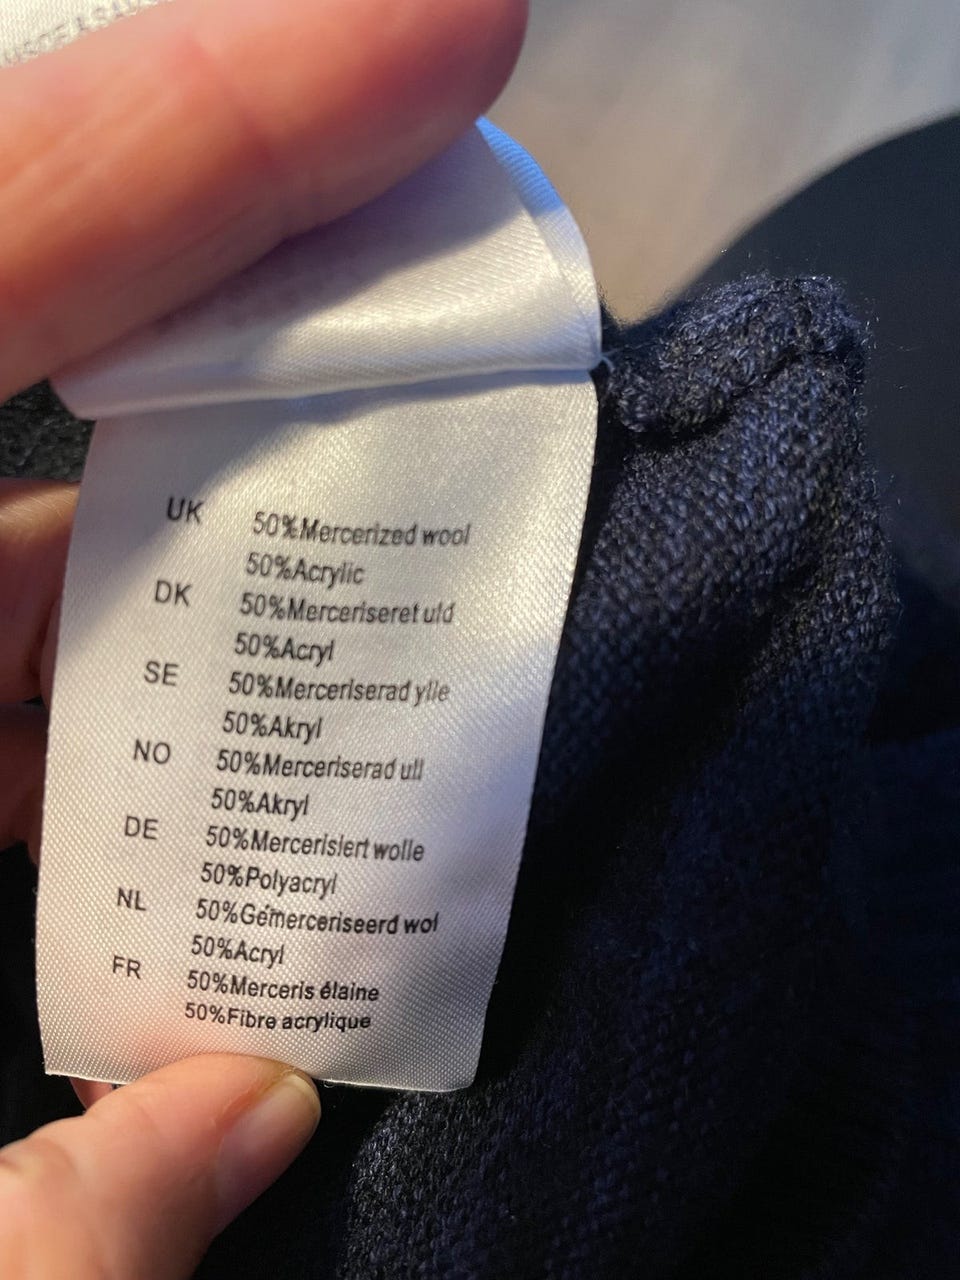 UK 50%Mercerized wool
50%Acrylic
DK 50%Merceriseret uld
50%Acryl
SE 50%Merceriserad ylle
50%Akryl
NO 50%Merceriserad ull
50%Akryl
DE 50%Mercerisiert wolle
50%Polyacryl
NL 50%Gemerceriseerd wol
50%Acryl
FR 50%Merceris élaine
50%Fibre acrylique